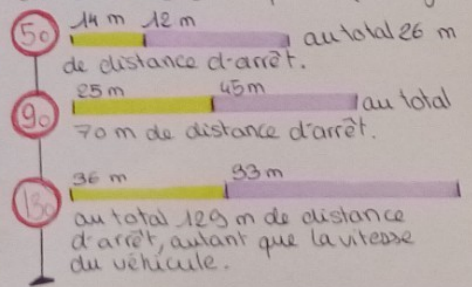 14 m 12 m
50 au total 26 m
de distance d'arrêt.
25 m 45 m
90 au total
70 m de distance d'arrêt.
36 m 93 m
130
au total 129 m de distance
d'arrêt, autant que la vitesse
du véhicule.